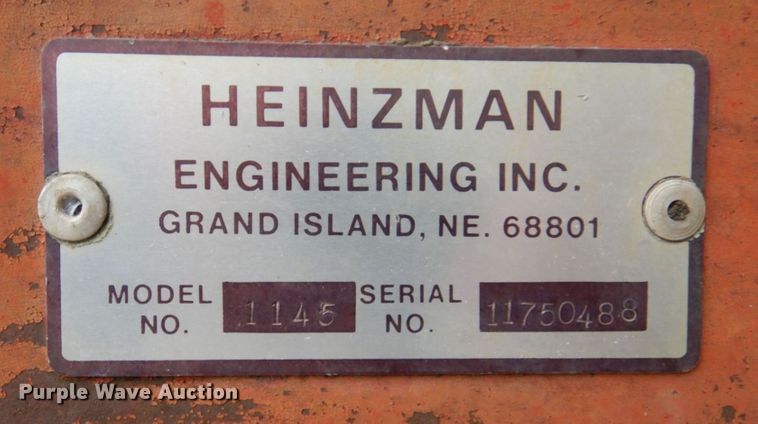 HEINZMAN
ENGINEERING INC.
GRAND ISLAND, NE. 68801
MODEL NO. 1145 SERIAL NO. 11750488
Purple Wave Auction